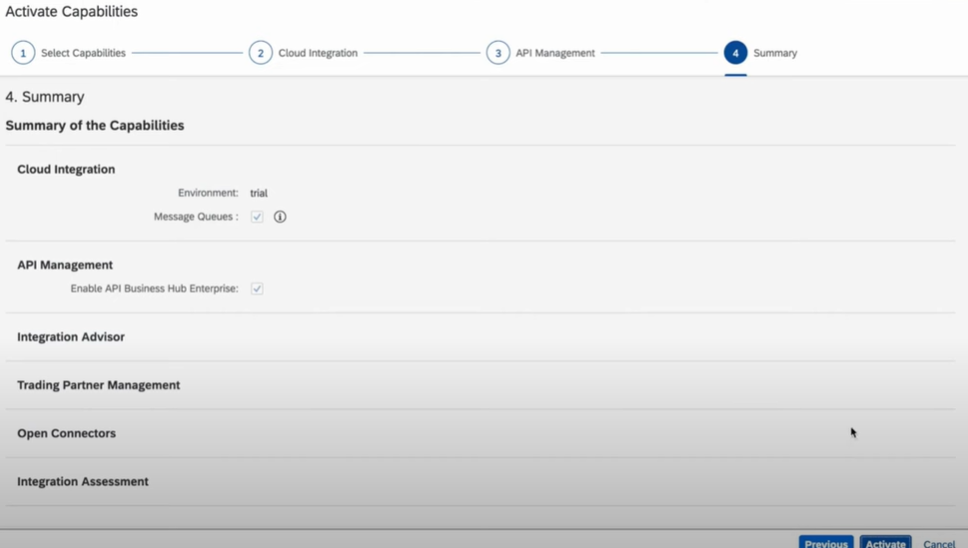 Activate Capabilities
1 Select Capabilities 2 Cloud Integration 3 API Management 4 Summary
4. Summary
Summary of the Capabilities
Cloud Integration
Environment: trial
Message Queues :
API Management
Enable API Business Hub Enterprise:
Integration Advisor
Trading Partner Management
Open Connectors
Integration Assessment
Previous Activate Cancel